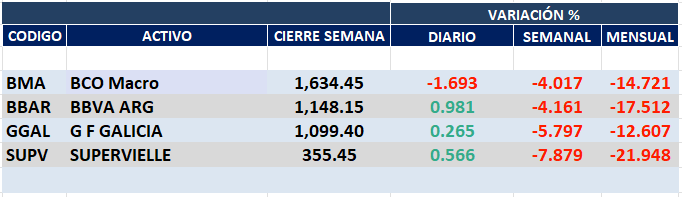 VARIACIÓN %
CODIGO ACTIVO CIERRE SEMANA DIARIO SEMANAL MENSUAL
BMA BCO Macro 1,634.45 -1.693 -4.017 -14.721
BBAR BBVA ARG 1,148.15 0.981 -4.161 -17.512
GGAL G F GALICIA 1,099.40 0.265 -5.797 -12.607
SUPV SUPERVIELLE 355.45 0.566 -7.879 -21.948